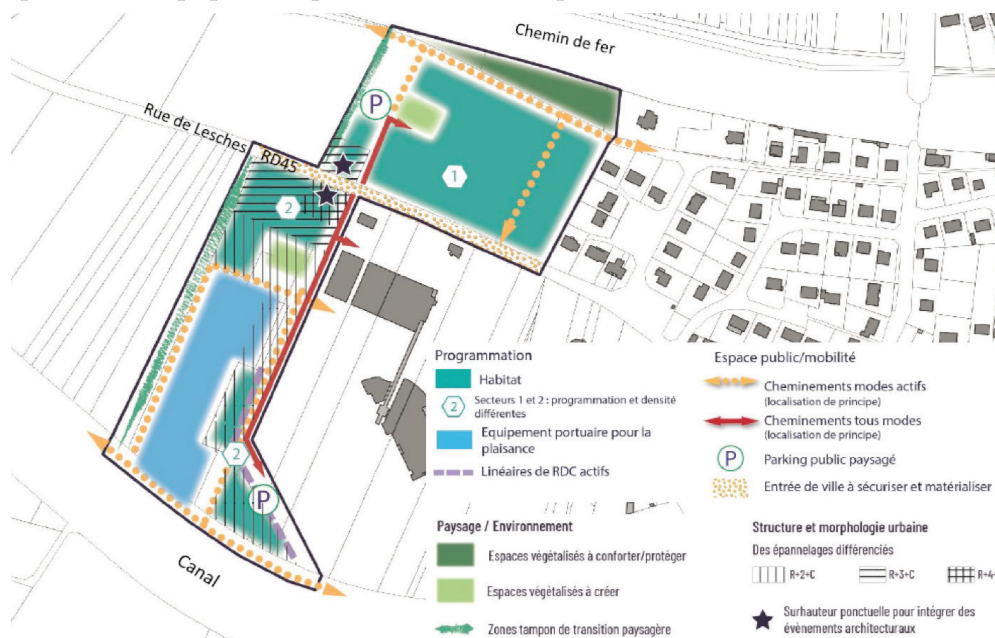 Chemin de fer
P
Rue de Lesches
RD45
1
2
2
P
Canal
Programmation
Habitat
2
Secteurs 1 et 2 : programmation et densité
différentes
Equipement portuaire pour la
plaisance
Linéaires de RDC actifs
Espace public/mobilité
Cheminements modes actifs
(localisation de principe)
Cheminements tous modes
(localisation de principe)
P
Parking public paysagé
Entrée de ville à sécuriser et matérialiser
Paysage / Environnement
Espaces végétalisés à conforter/protéger
Espaces végétalisés à créer
Zones tampon de transition paysagère
Structure et morphologie urbaine
Des épannelages différenciés
R+2+C
R+3+C
R+4+
Surhauteur ponctuelle pour intégrer des
évènements architecturaux